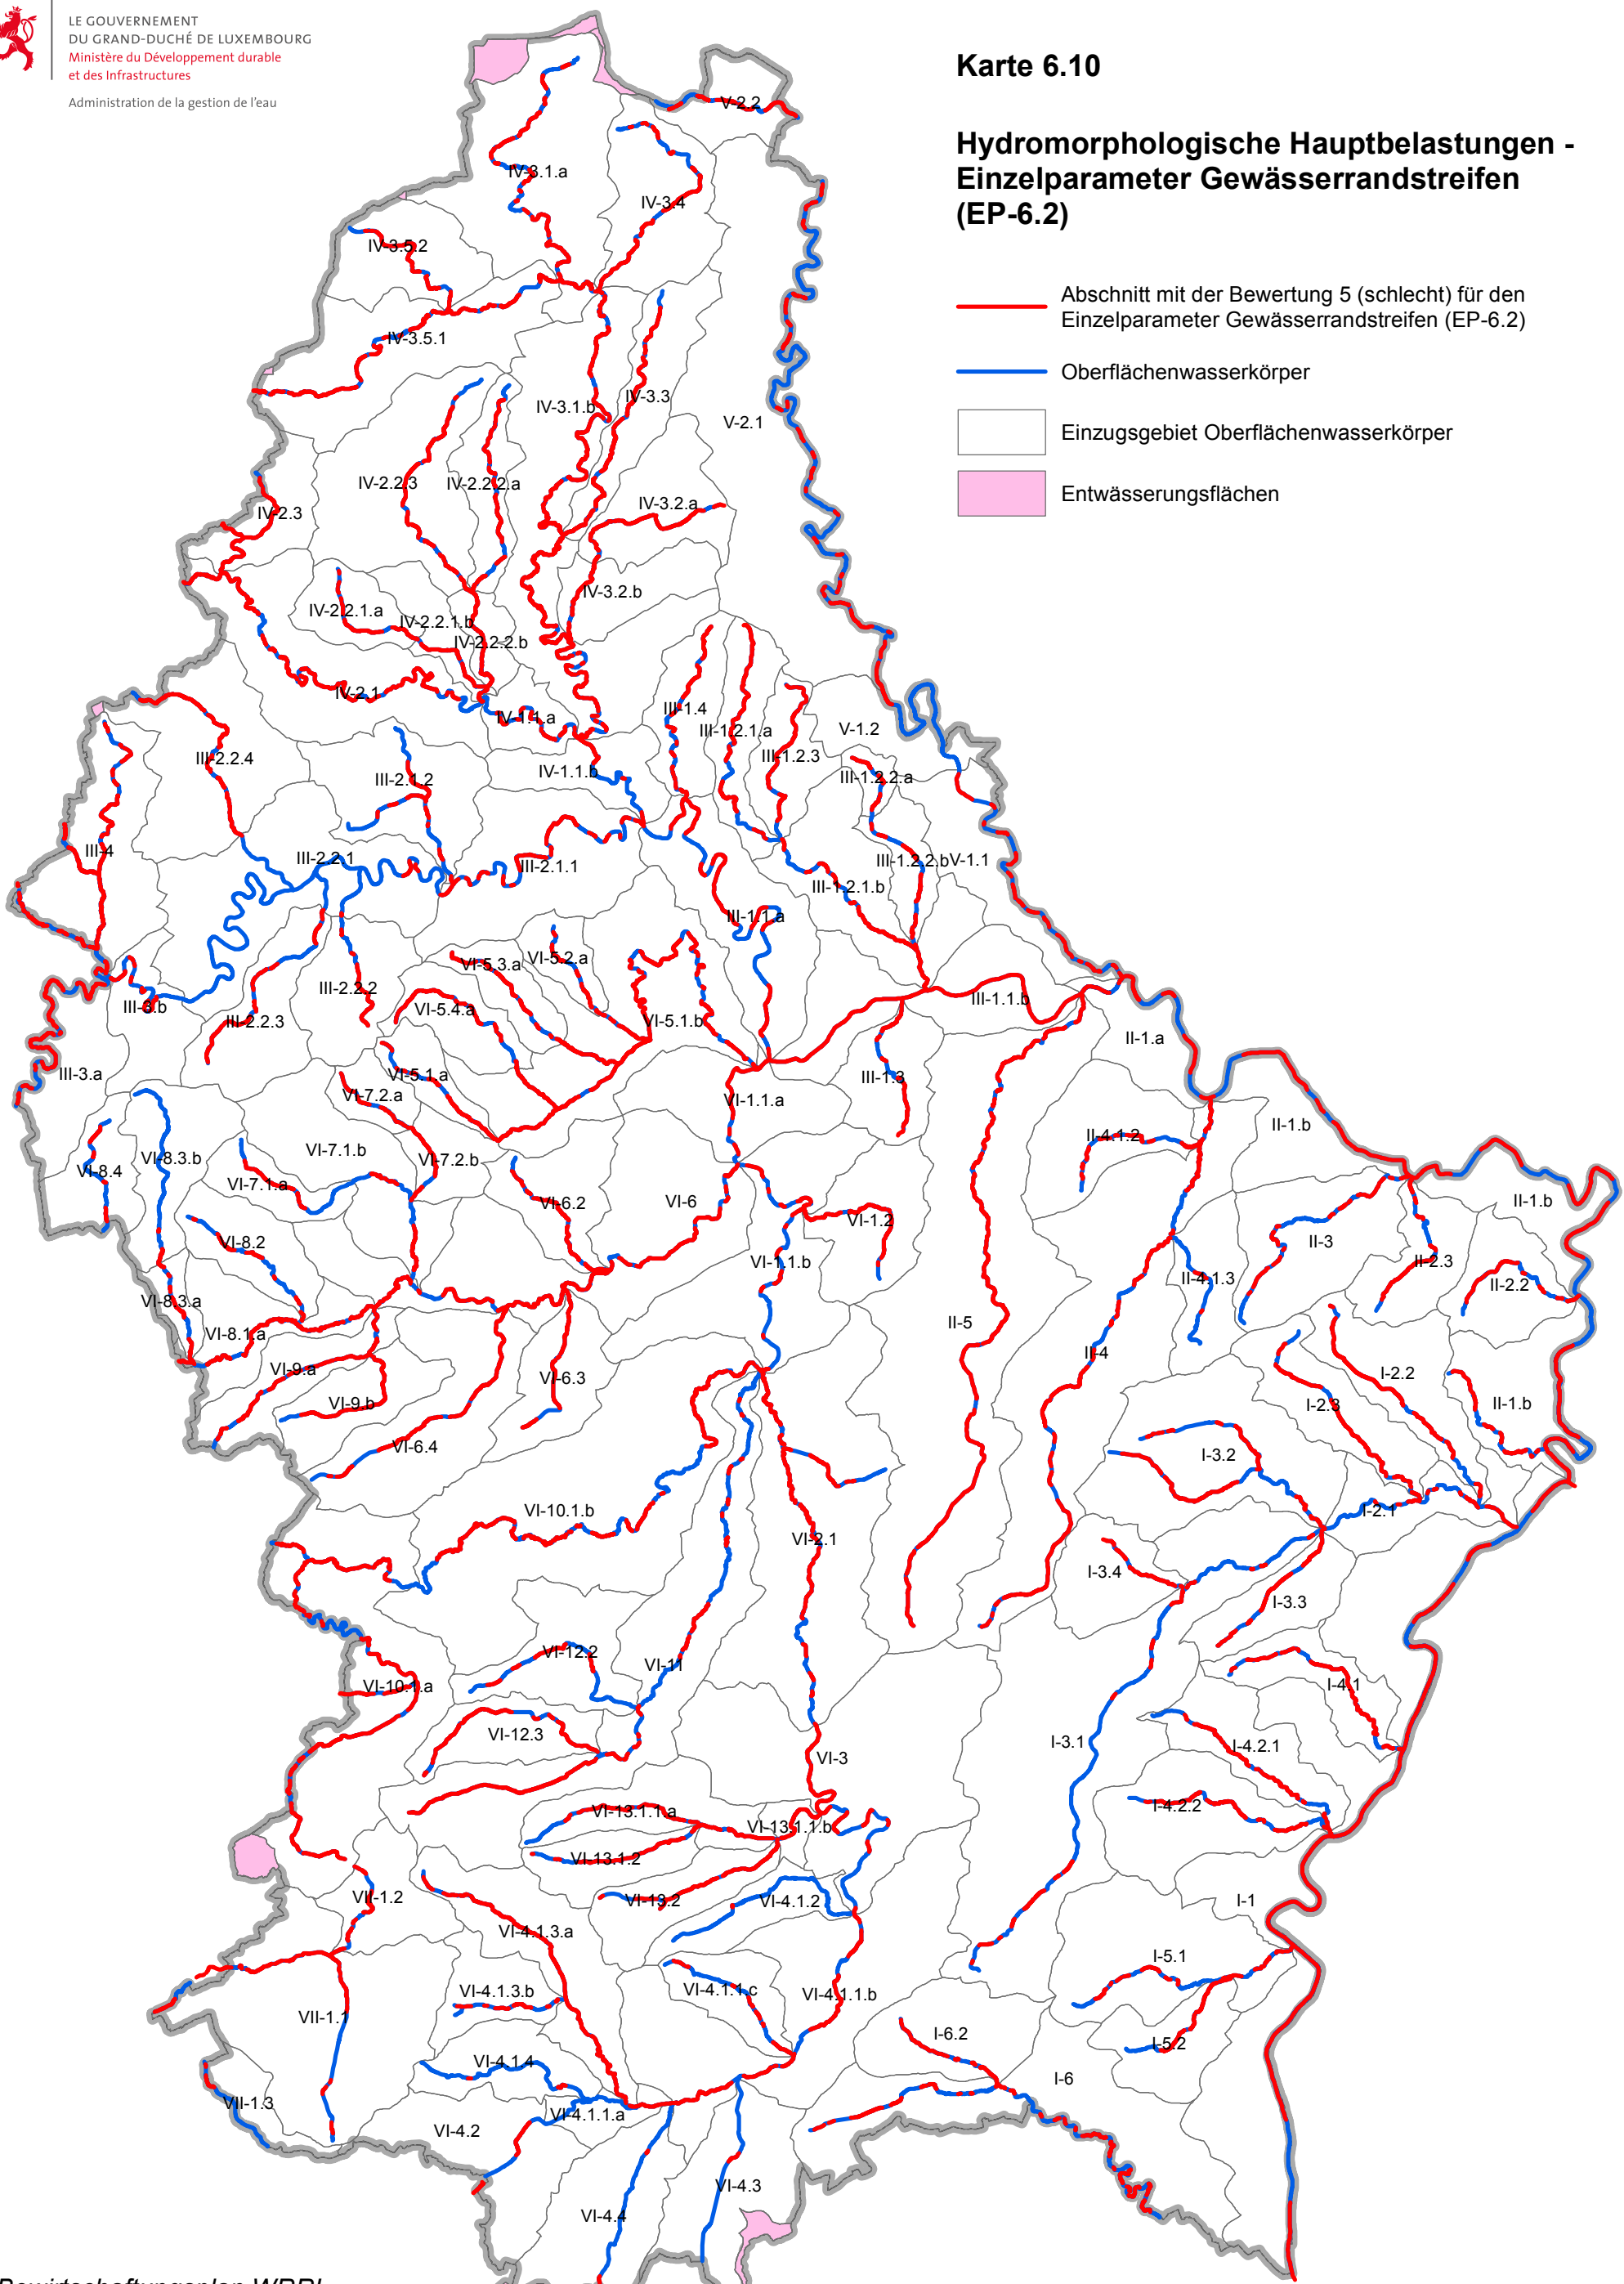 LE GOUVERNEMENT
DU GRAND-DUCHÉ DE LUXEMBOURG
Ministère du Développement durable
et des Infrastructures
Administration de la gestion de l'eau
Karte 6.10
Hydromorphologische Hauptbelastungen -
Einzelparameter Gewässerrandstreifen
(EP-6.2)
Abschnitt mit der Bewertung 5 (schlecht) für den
Einzelparameter Gewässerrandstreifen (EP-6.2)
Oberflächenwasserkörper
Einzugsgebiet Oberflächenwasserkörper
Entwässerungsflächen
V-2.2
IV-3.1.a
IV-3.4
IV-3.5.2
IV-3.5.1
IV-3.1.b
IV-3.3
V-2.1
IV-2.2.3
IV-2.2.2.a
IV-3.2.a
IV-2.3
IV-3.2.b
IV-2.2.1.a
IV-2.2.1.b
IV-2.2.2.b
IV-2.1
IV-1.1.a
III-1.4
III-1.2.1.a
V-1.2
III-2.2.4
III-1.2.3
IV-1.1.b
III-2.1.2
III-1.2.2.a
III-4
III-2.2.1
III-2.1.1
III-1.2.2.b
V-1.1
III-1.2.1.b
III-1.1.a
VI-5.3.a
VI-5.2.a
III-2.2.2
III-3.b
VI-5.4.a
III-2.2.3
VI-5.1.b
III-1.1.b
II-1.a
III-3.a
VI-5.1.a
III-1.3
VI-7.2.a
VI-1.1.a
II-1.b
II-4.1.2
VI-7.1.b
VI-8.3.b
VI-7.2.b
VI-8.4
VI-7.1.a
VI-6.2
VI-6
II-1.b
VI-1.2
VI-8.2
II-3
VI-1.1.b
II-2.3
II-4.1.3
II-2.2
VI-8.3.a
II-5
VI-8.1.a
II-4
VI-9.a
VI-6.3
I-2.2
VI-9.b
I-2.3
II-1.b
VI-6.4
I-3.2
VI-10.1.b
I-2.1
VI-2.1
I-3.4
I-3.3
VI-12.2
VI-11
VI-10.1.a
I-4.1
VI-12.3
I-3.1
I-4.2.1
VI-3
I-4.2.2
VI-13.1.1.a
VI-13.1.1.b
VI-13.1.2
VII-1.2
VI-13.2
VI-4.1.2
I-1
VI-4.1.3.a
I-5.1
VI-4.1.3.b
VI-4.1.1.c
VI-4.1.1.b
VII-1.1
I-6.2
I-5.2
VI-4.1.4
I-6
VII-1.3
VI-4.1.1.a
VI-4.2
VI-4.3
VI-4.4